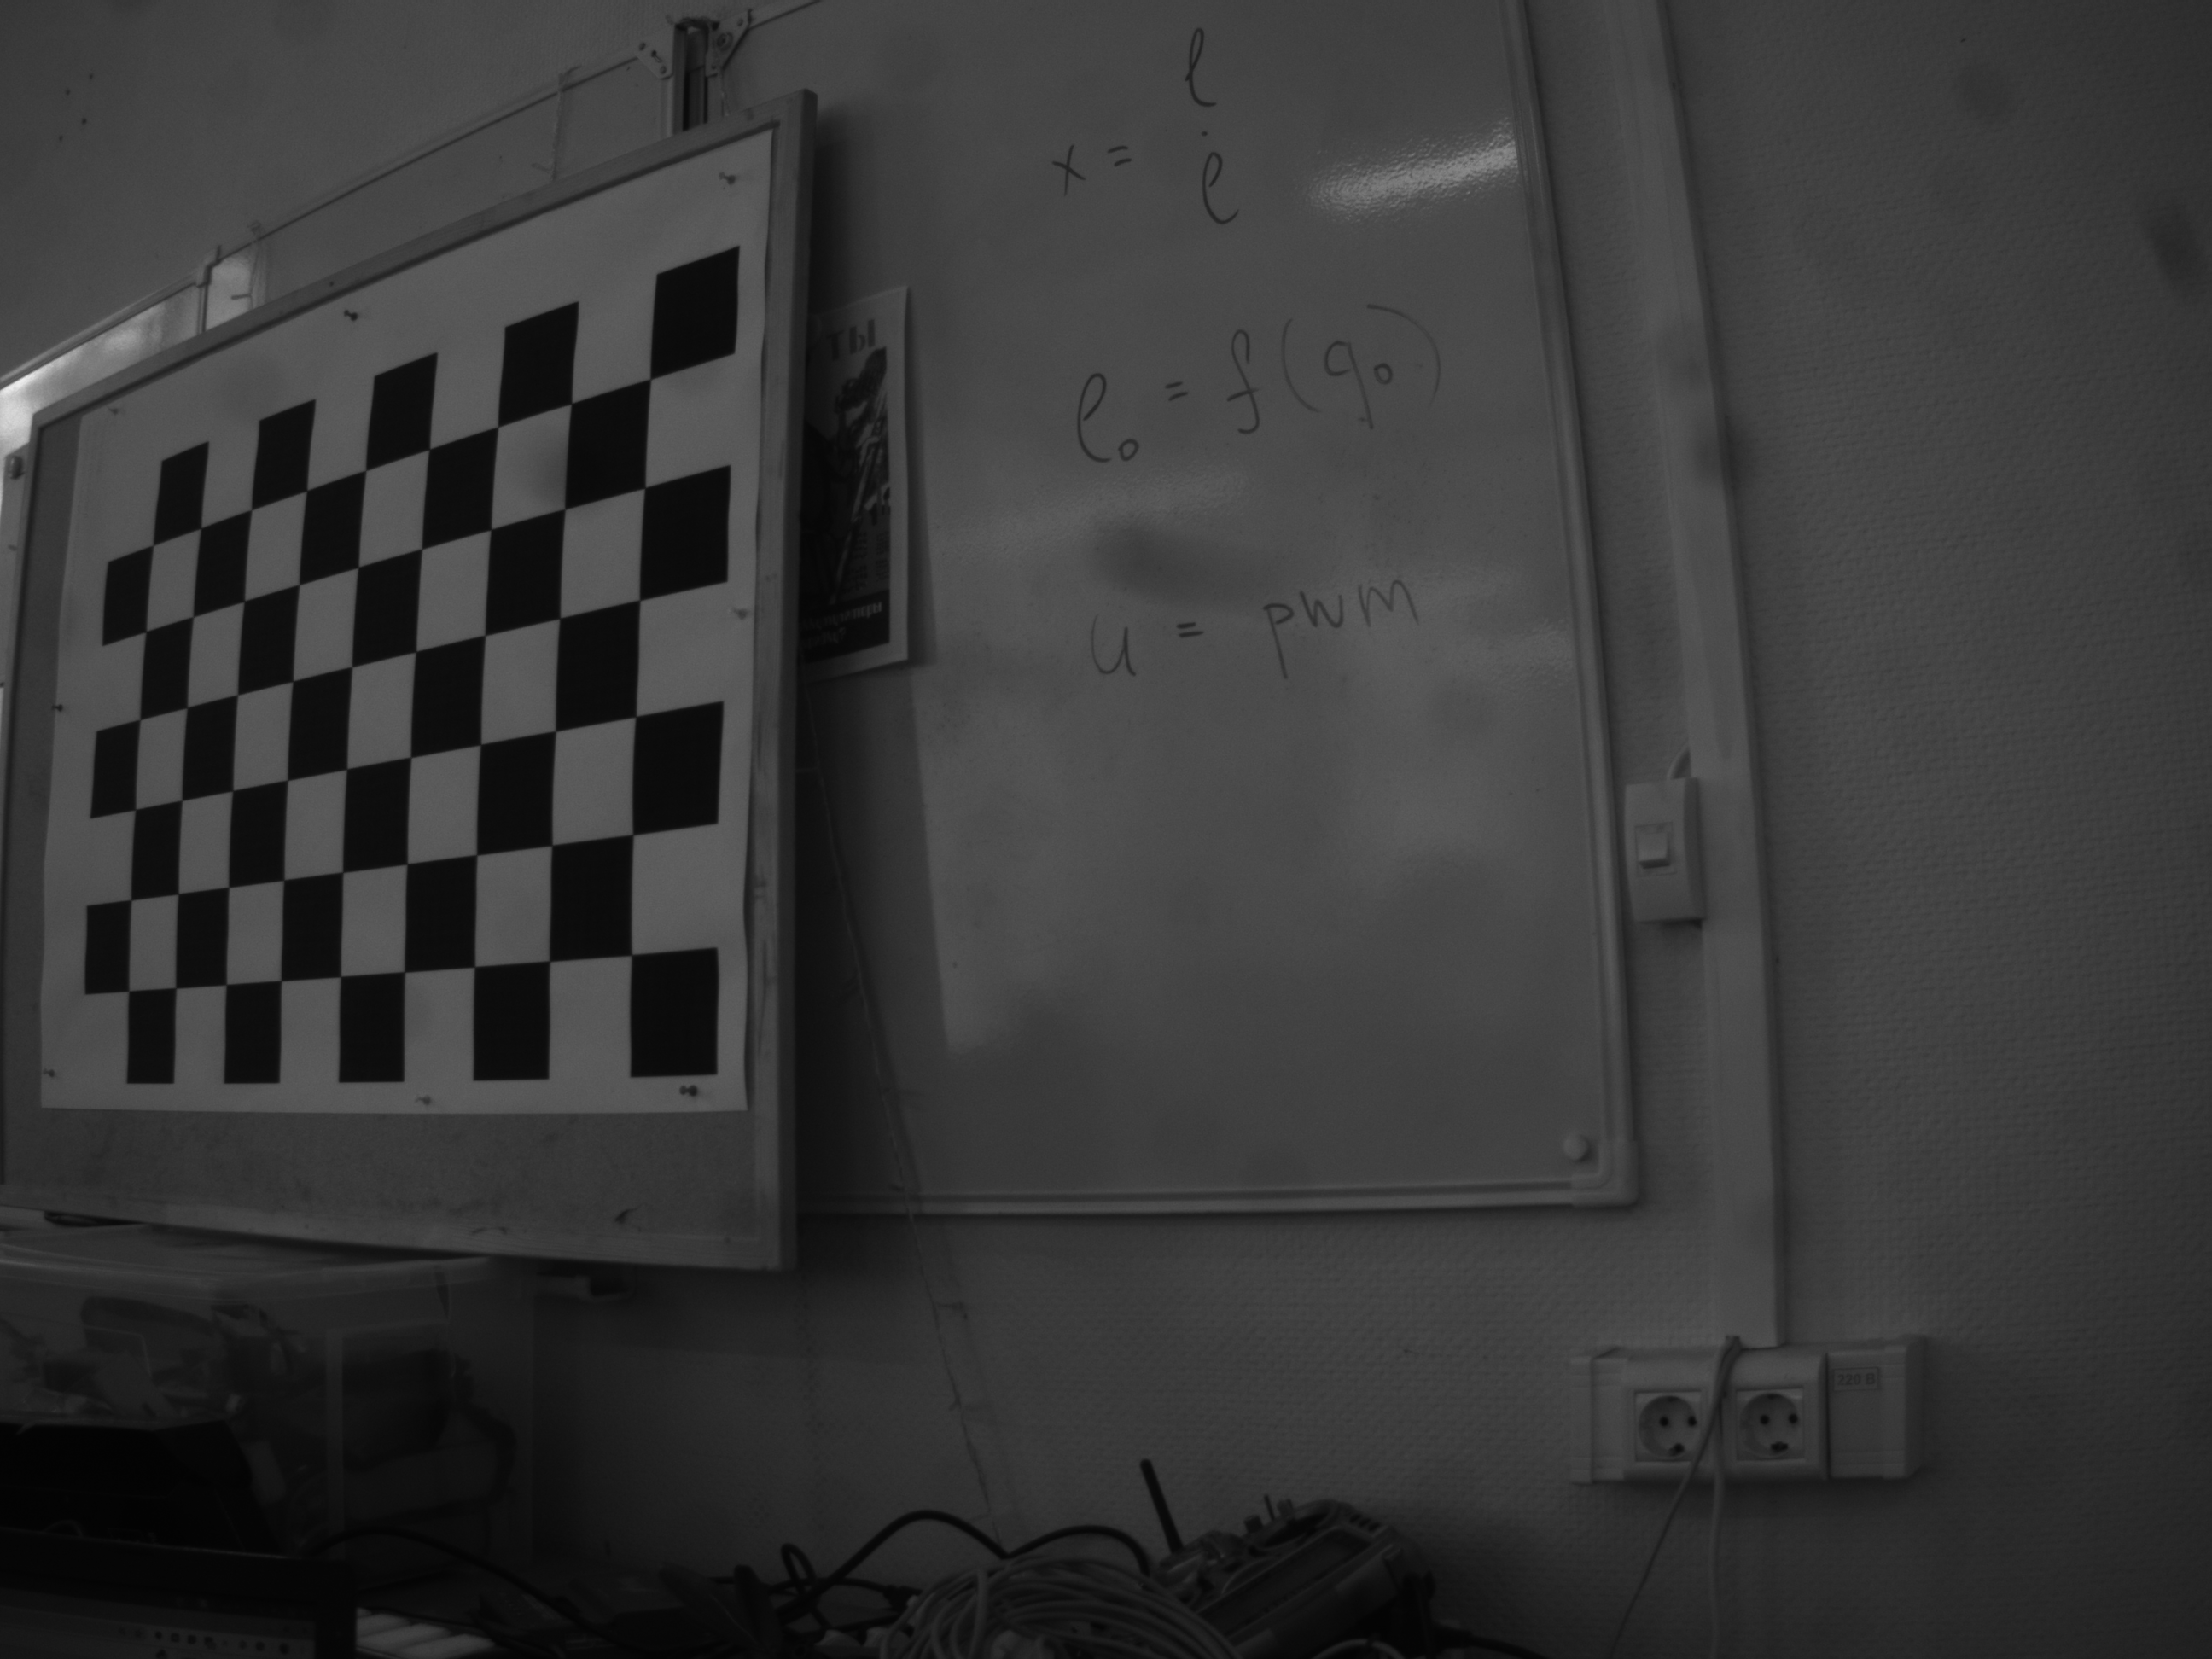 l
x = l̇
l₀ = f(q₀)
ТЫ
u = pwm
220 В